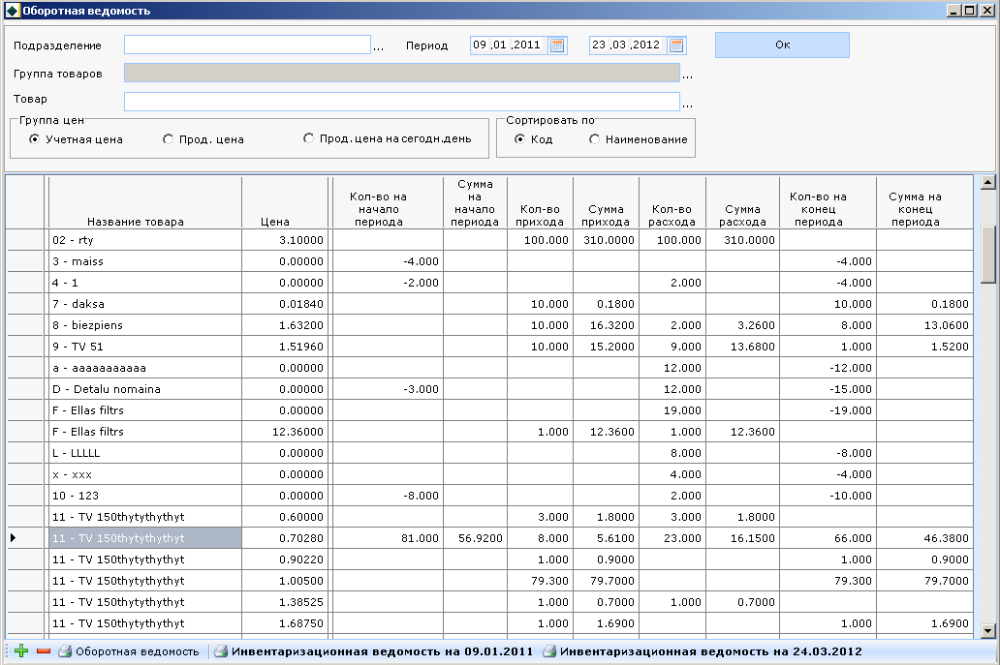 Оборотная ведомость
Подразделение ... Период 09 .01 .2011 23 .03 .2012 Ок
Группа товаров ...
Товар ...
Группа цен Сортировать по
Учетная цена Прод. цена Прод. цена на сегодн.день Код Наименование
Название товара Цена Кол-во на начало периода Сумма на начало периода Кол-во прихода Сумма прихода Кол-во расхода Сумма расхода Кол-во на конец периода Сумма на конец периода
02 - rty 3.10000 100.000 310.0000 100.000 310.0000
3 - maiss 0.00000 -4.000 -4.000
4 - 1 0.00000 -2.000 2.000 -4.000
7 - daksa 0.01840 10.000 0.1800 10.000 0.1800
8 - biezpiens 1.63200 10.000 16.3200 2.000 3.2600 8.000 13.0600
9 - TV 51 1.51960 10.000 15.2000 9.000 13.6800 1.000 1.5200
a - aaaaaaaaaaa 0.00000 12.000 -12.000
D - Detalu nomaina 0.00000 -3.000 12.000 -15.000
F - Ellas filtrs 0.00000 19.000 -19.000
F - Ellas filtrs 12.36000 1.000 12.3600 1.000 12.3600
L - LLLLL 0.00000 8.000 -8.000
x - xxx 0.00000 4.000 -4.000
10 - 123 0.00000 -8.000 2.000 -10.000
11 - TV 150thytythythyt 0.60000 3.000 1.8000 3.000 1.8000
11 - TV 150thytythythyt 0.70280 81.000 56.9200 8.000 5.6100 23.000 16.1500 66.000 46.3800
11 - TV 150thytythythyt 0.90220 1.000 0.9000 1.000 0.9000
11 - TV 150thytythythyt 1.00500 79.300 79.7000 79.300 79.7000
11 - TV 150thytythythyt 1.38525 1.000 0.7000 1.000 0.7000
11 - TV 150thytythythyt 1.68750 1.000 1.6900 1.000 1.6900
Оборотная ведомость Инвентаризационная ведомость на 09.01.2011 Инвентаризационная ведомость на 24.03.2012